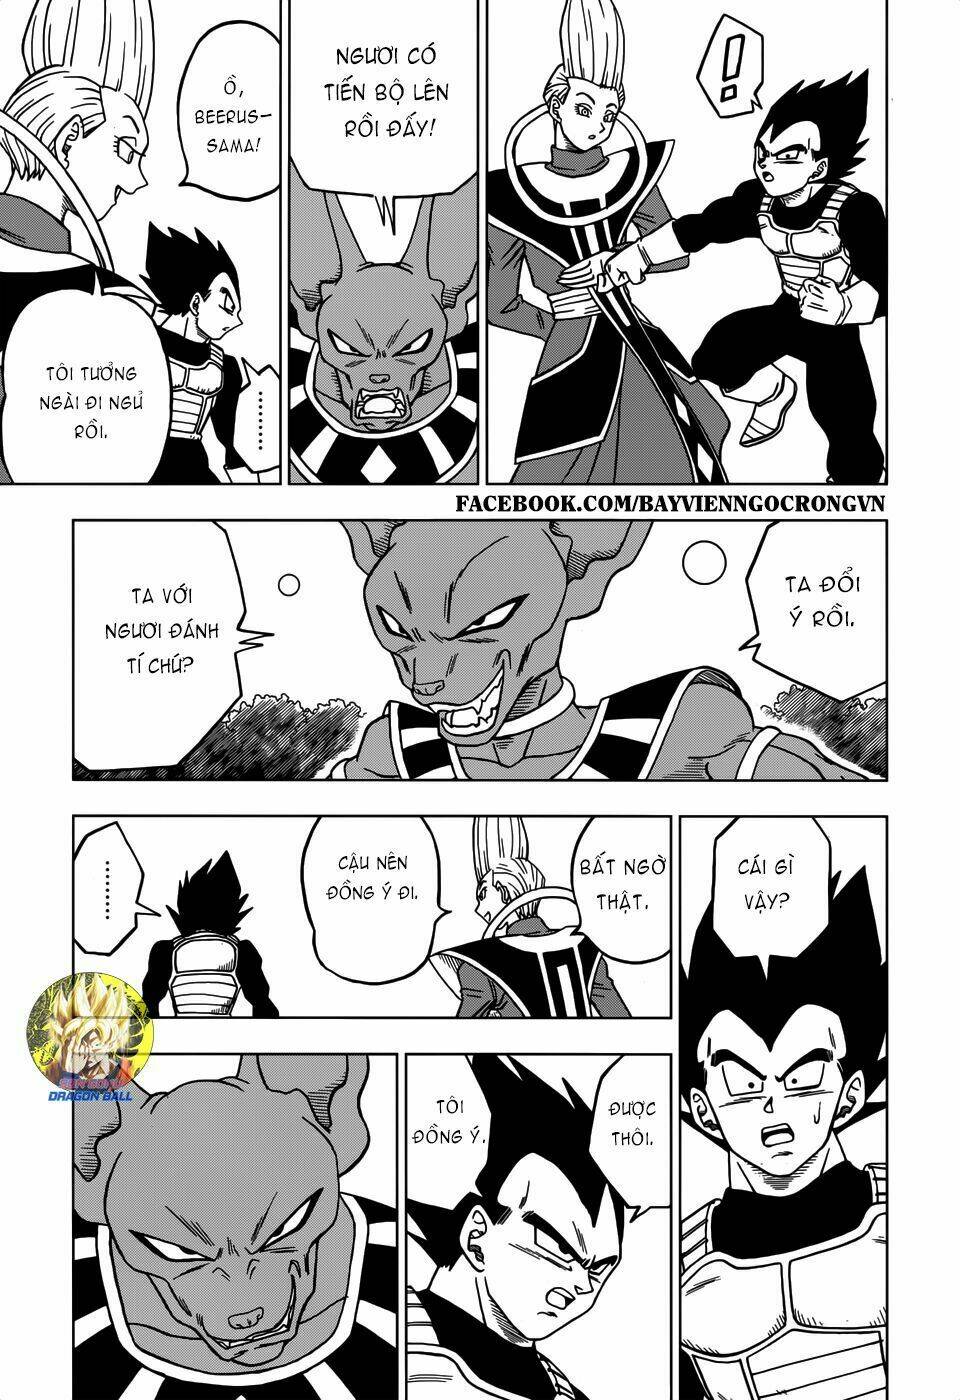 !
NGƯƠI CÓ
TIẾN BỘ LÊN
RỒI ĐẤY!
Ồ,
BEERUS-
SAMA!
TÔI TƯỞNG
NGÀI ĐI NGỦ
RỒI.
........
FACEBOOK.COM/BAYVIENNGOCRONGVN
TA ĐỔI
Ý RỒI.
TA VỚI
NGƯƠI ĐÁNH
TÍ CHỨ?
CÁI GÌ
VẬY?
BẤT NGỜ
THẬT.
CẬU NÊN
ĐỒNG Ý ĐI.
........
ĐƯỢC
THÔI.
TÔI
ĐỒNG Ý.
DRAGON BALL